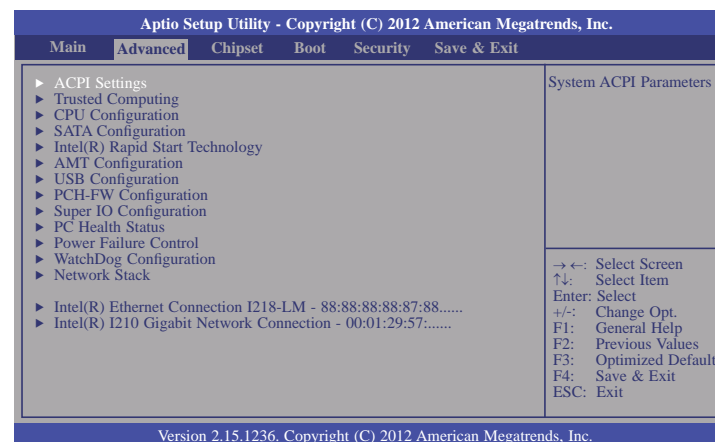 Aptio Setup Utility - Copyright (C) 2012 American Megatrends, Inc.
Main Advanced Chipset Boot Security Save & Exit
► ACPI Settings
► Trusted Computing
► CPU Configuration
► SATA Configuration
► Intel(R) Rapid Start Technology
► AMT Configuration
► USB Configuration
► PCH-FW Configuration
► Super IO Configuration
► PC Health Status
► Power Failure Control
► WatchDog Configuration
► Network Stack
► Intel(R) Ethernet Connection I218-LM - 88:88:88:88:87:88......
► Intel(R) I210 Gigabit Network Connection - 00:01:29:57:......
System ACPI Parameters
→←: Select Screen
↑↓: Select Item
Enter: Select
+/-: Change Opt.
F1: General Help
F2: Previous Values
F3: Optimized Default
F4: Save & Exit
ESC: Exit
Version 2.15.1236. Copyright (C) 2012 American Megatrends, Inc.